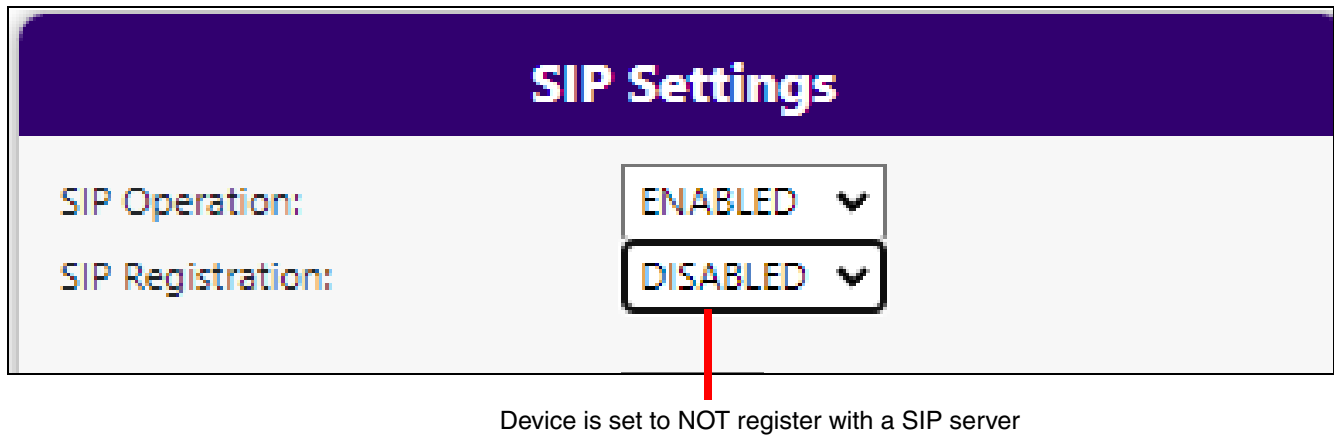 SIP Settings
SIP Operation: ENABLED
SIP Registration: DISABLED
Device is set to NOT register with a SIP server